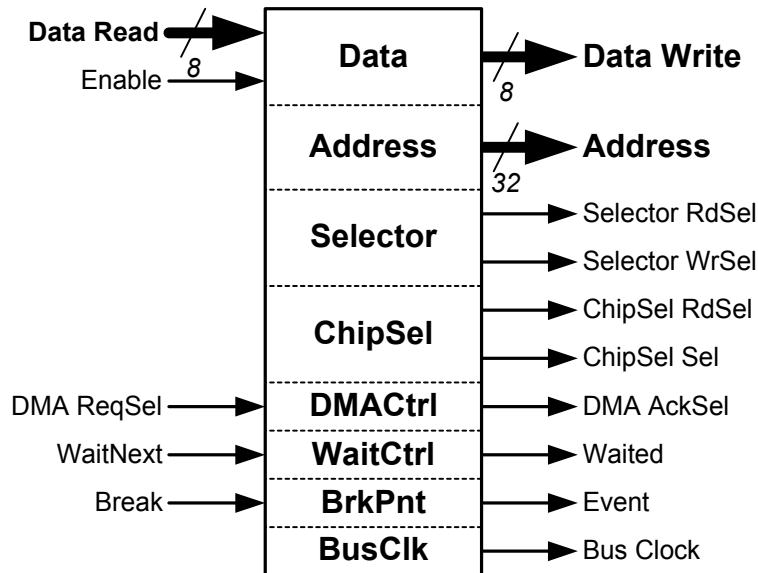 Data Read
8
Enable
Data
8
Data Write
Address
32
Address
Selector
Selector RdSel
Selector WrSel
ChipSel
ChipSel RdSel
ChipSel Sel
DMA ReqSel
DMACtrl
DMA AckSel
WaitNext
WaitCtrl
Waited
Break
BrkPnt
Event
BusClk
Bus Clock